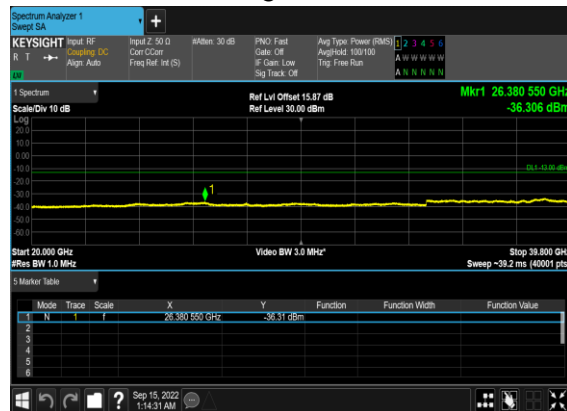 Spectrum Analyzer 1
Swept SA
+
KEYSIGHT Input: RF Input Z: 50 Ω #Atten: 30 dB PNO: Fast Avg Type: Power (RMS) 1 2 3 4 5 6
R T Coupling: DC Corr CCorr Gate: Off Avg|Hold: 100/100 A W W W W W
Align: Auto Freq Ref: Int (S) IF Gain: Low Trig: Free Run
Sig Track: Off A N N N N N
1 Spectrum Ref Lvl Offset 15.87 dB Mkr1 26.380 550 GHz
Scale/Div 10 dB Ref Level 30.00 dBm -36.306 dBm
Log
20.0
10.0
0.00
-10.0
DL1 -13.00 dBm
-20.0
-30.0
1
-40.0
-50.0
-60.0
Start 20.000 GHz Video BW 3.0 MHz* Stop 39.800 GHz
#Res BW 1.0 MHz Sweep ~39.2 ms (40001 pts)
5 Marker Table
Mode Trace Scale X Y Function Function Width Function Value
1 N 1 f 26.380 550 GHz -36.31 dBm
2
3
4
5
6
? Sep 15, 2022
1:14:31 AM